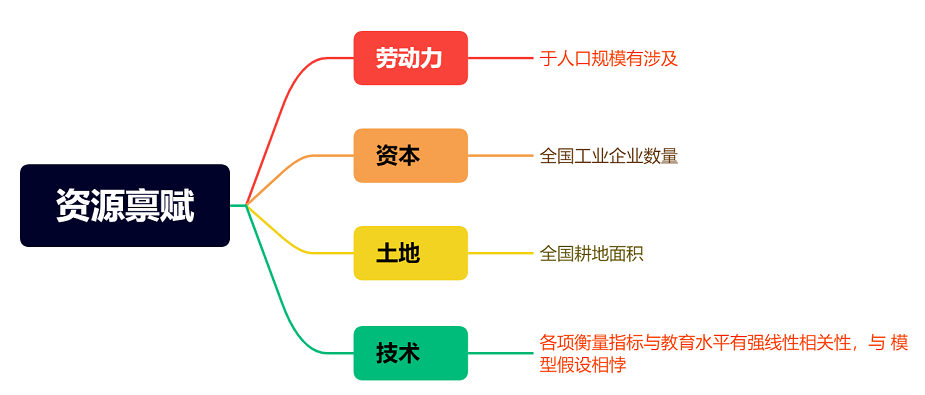 资源禀赋
劳动力
于人口规模有涉及
资本
全国工业企业数量
土地
全国耕地面积
技术
各项衡量指标与教育水平有强线性相关性，与 模
型假设相悖